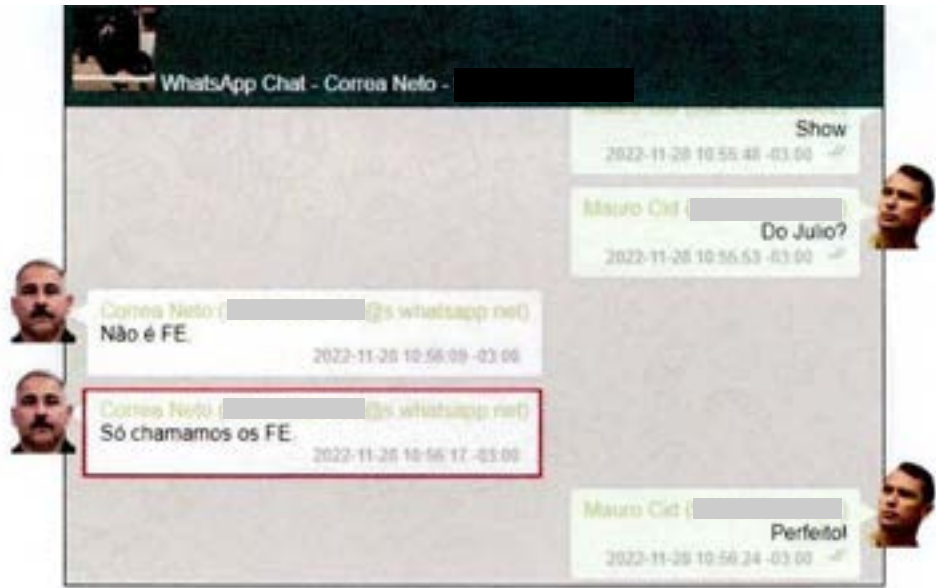 WhatsApp Chat - Correa Neto -
Show
2022-11-28 10:55:48 -03:00
Mauro Cid (
Do Julio?
2022-11-28 10:55:53 -03:00
Correa Neto ( @s.whatsapp.net)
Não é FE.
2022-11-28 10:56:09 -03:00
Correa Neto ( @s.whatsapp.net)
Só chamamos os FE.
2022-11-28 10:56:17 -03:00
Mauro Cid (
Perfeito!
2022-11-28 10:56:24 -03:00